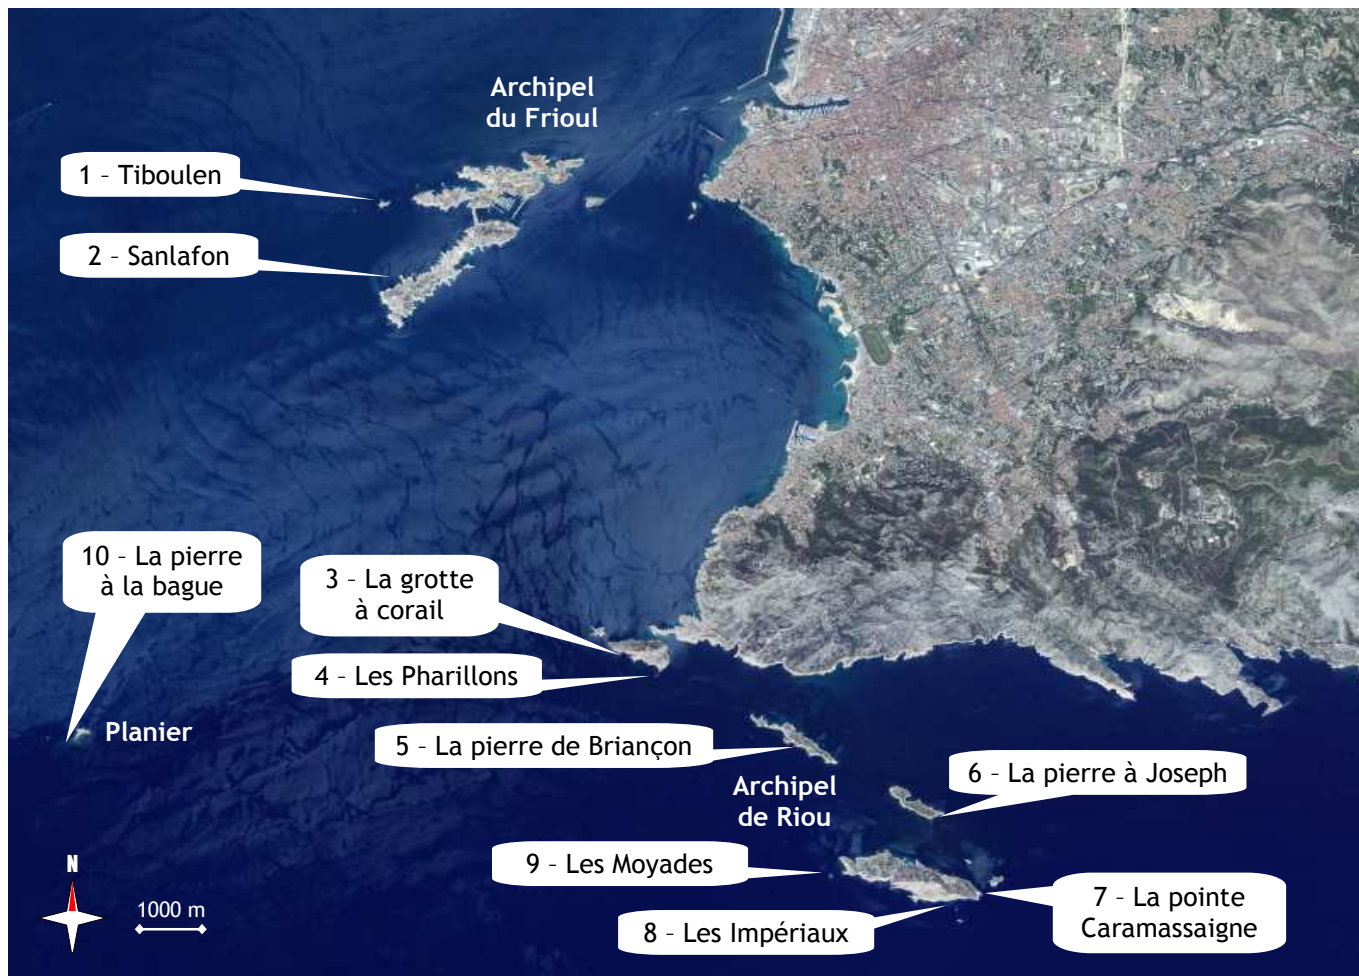 Archipel
du Frioul
1 - Tiboulen
2 - Sanlafon
10 - La pierre
à la bague
3 - La grotte
à corail
4 - Les Pharillons
Planier
5 - La pierre de Briançon
6 - La pierre à Joseph
Archipel
de Riou
9 - Les Moyades
7 - La pointe
Caramassaigne
8 - Les Impériaux
N
1000 m